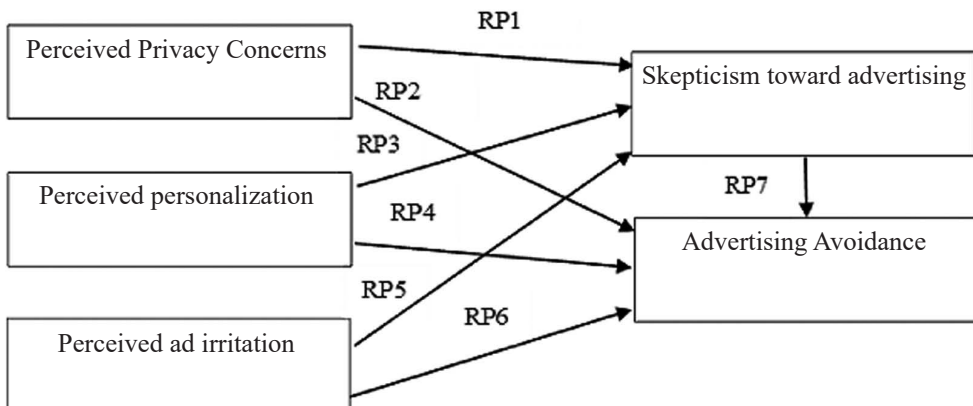 RP1
Perceived Privacy Concerns
Skepticism toward advertising
RP2
RP3
Perceived personalization
RP7
RP4
Advertising Avoidance
RP5
RP6
Perceived ad irritation